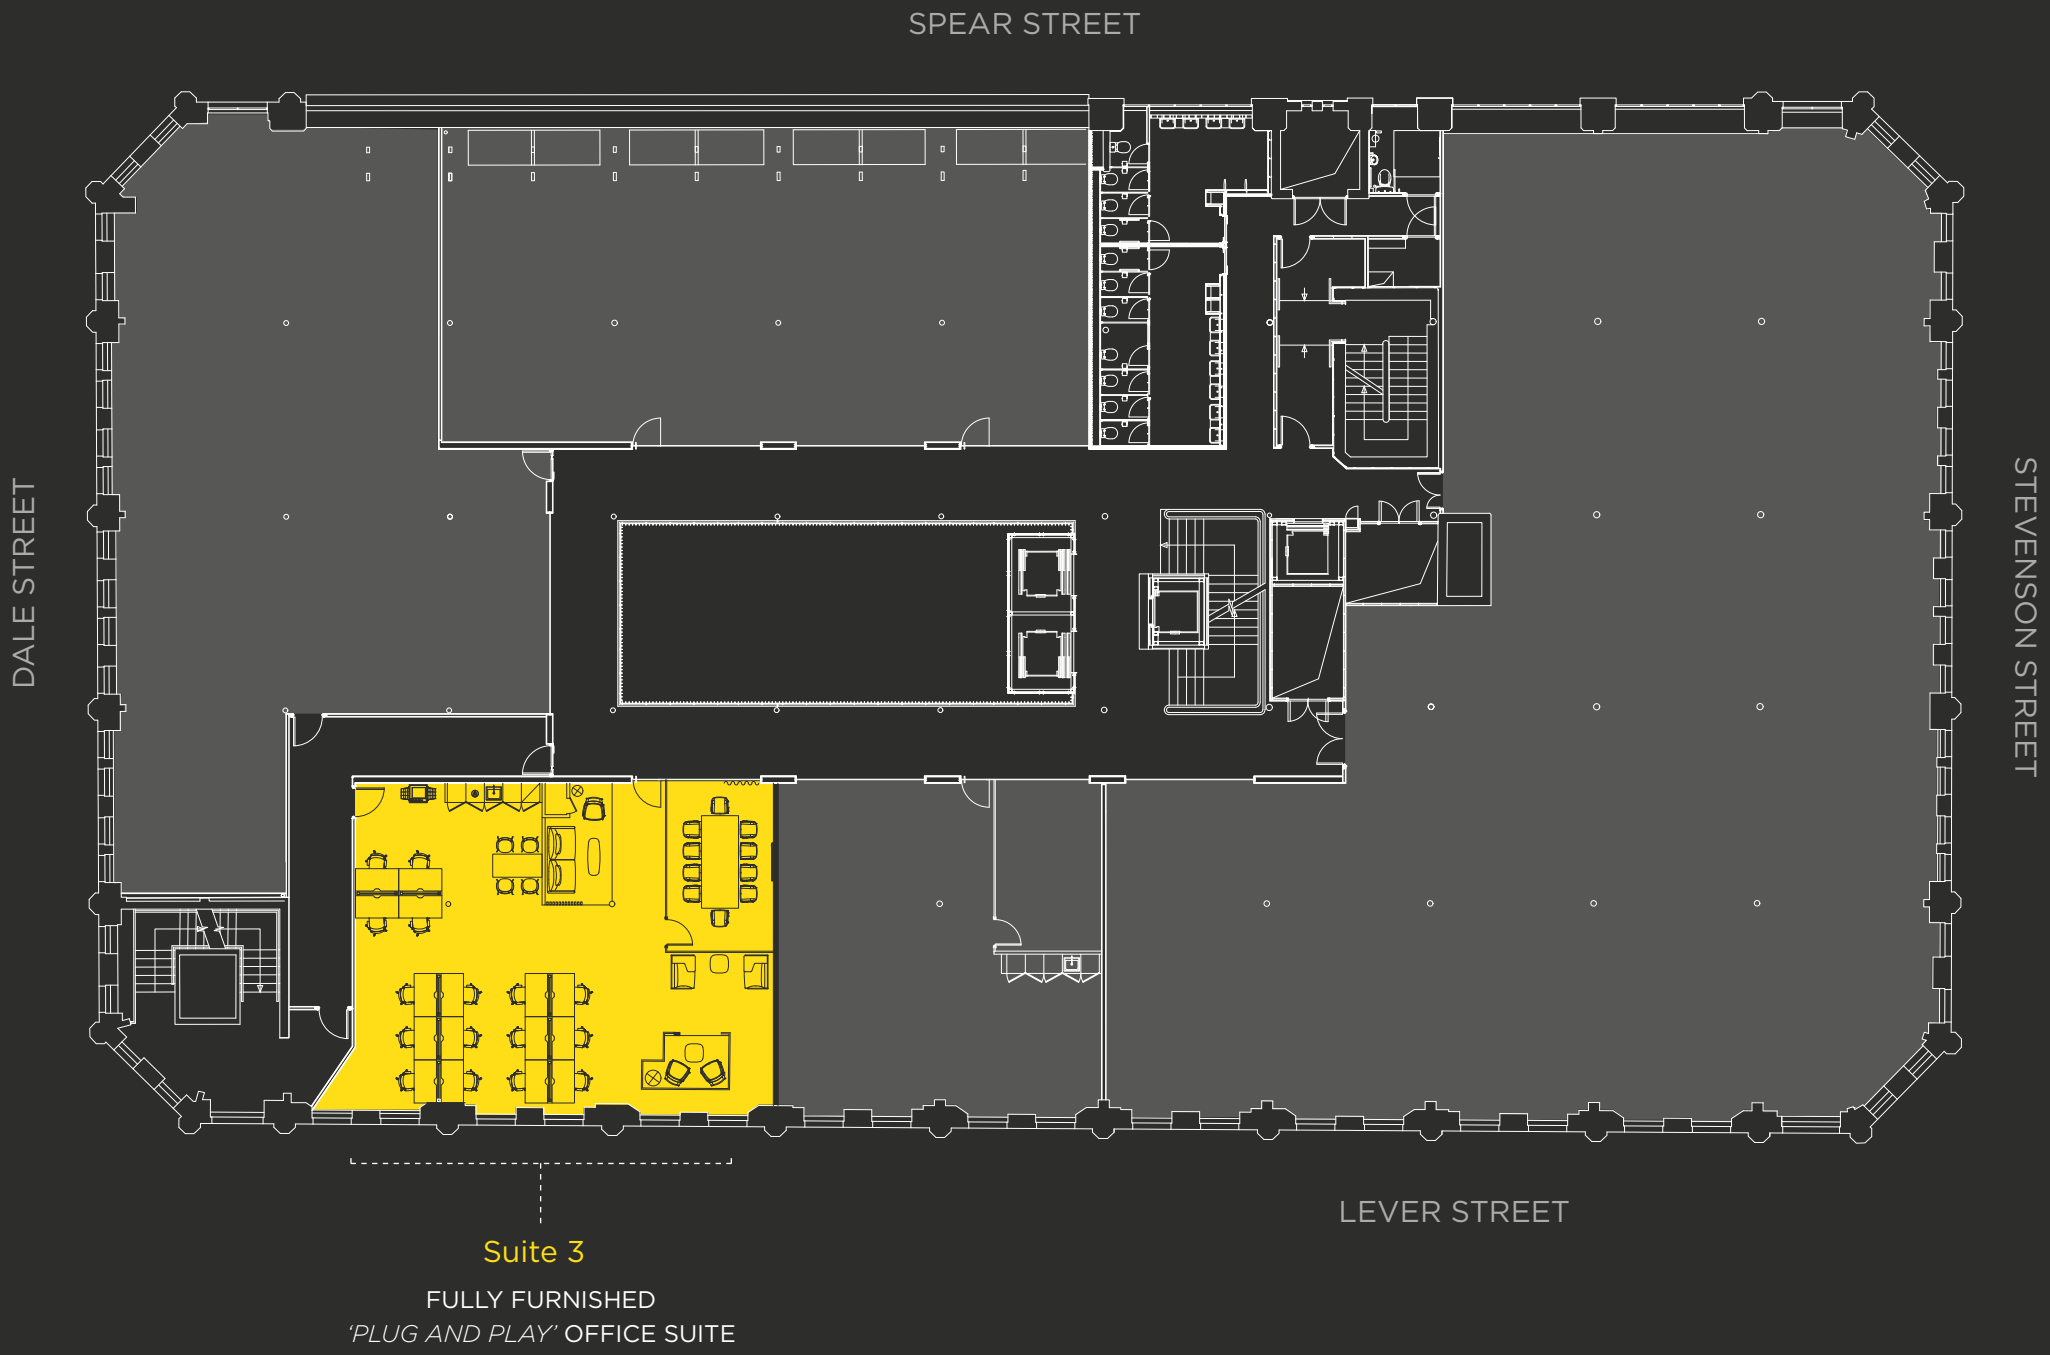 SPEAR STREET
DALE STREET
STEVENSON STREET
LEVER STREET
Suite 3
FULLY FURNISHED
‘PLUG AND PLAY’ OFFICE SUITE